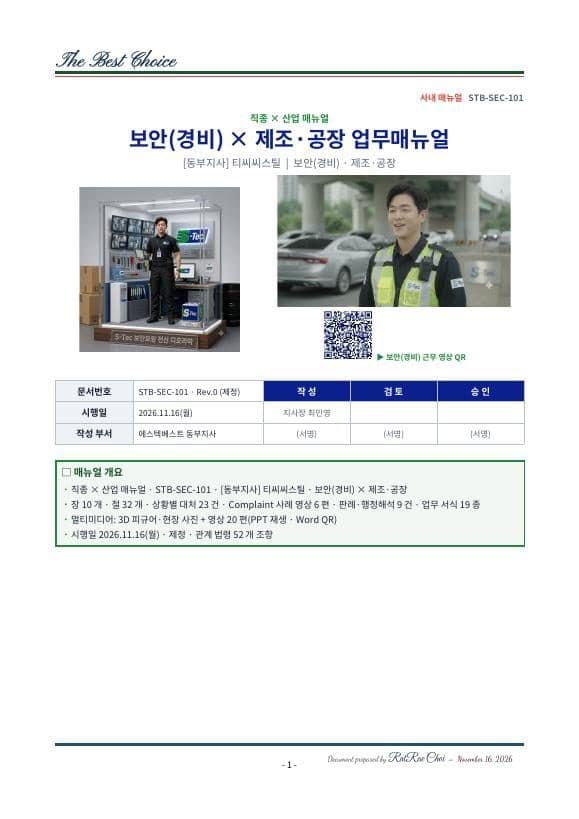 The Best Choice
사내 매뉴얼 STB-SEC-101
직종 × 산업 매뉴얼
보안(경비) × 제조·공장 업무매뉴얼
[동부지사] 티씨씨스틸 | 보안(경비) · 제조·공장
S-Tec
S-Tec
S-Tec 보안요원 전신 디오라마
S-Tec
▶ 보안(경비) 근무 영상 QR
문서번호 STB-SEC-101 · Rev.0 (제정) 작 성 검 토 승 인
시행일 2026.11.16(월) 지사장 최민영
작성 부서 에스텍베스트 동부지사 (서명) (서명) (서명)
□ 매뉴얼 개요
· 직종 × 산업 매뉴얼 · STB-SEC-101 · [동부지사] 티씨씨스틸 · 보안(경비) × 제조·공장
· 장 10 개 · 절 32 개 · 상황별 대처 23 건 · Complaint 사례 영상 6 편 · 판례·행정해석 9 건 · 업무 서식 19 종
· 멀티미디어: 3D 피규어·현장 사진 + 영상 20 편(PPT 재생 · Word QR)
· 시행일 2026.11.16(월) · 제정 · 관계 법령 52 개 조항
- 1 -
Document prepared by RatRae Choi – November 16, 2026